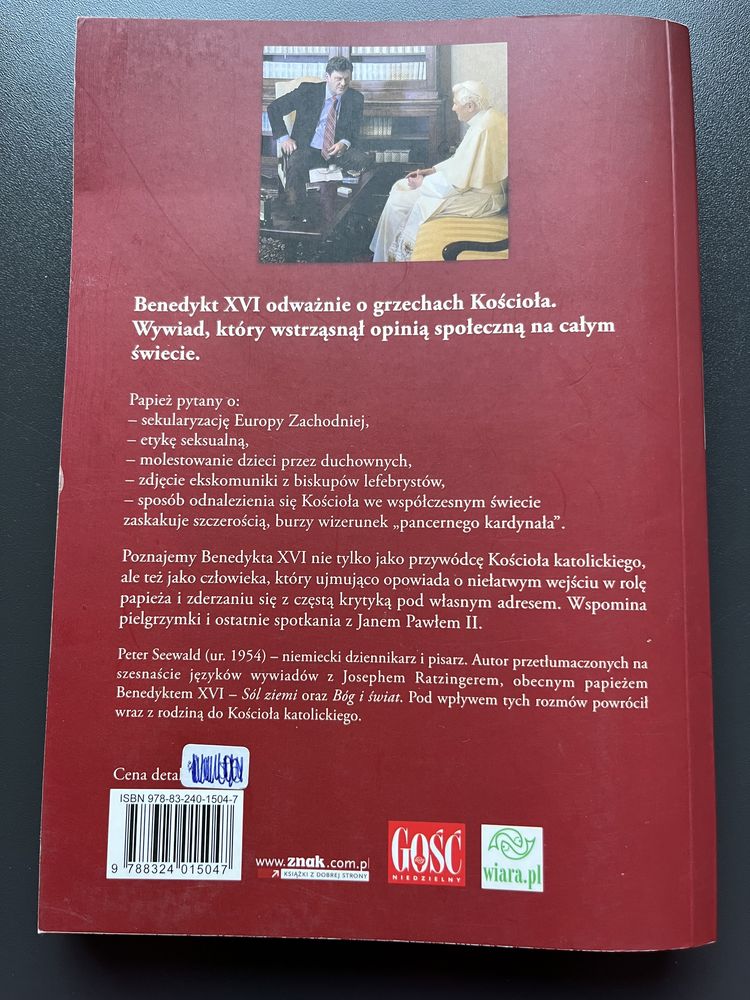 Benedykt XVI odważnie o grzechach Kościoła.
Wywiad, który wstrząsnął opinią społeczną na całym
świecie.
Papież pytany o:
– sekularyzację Europy Zachodniej,
– etykę seksualną,
– molestowanie dzieci przez duchownych,
– zdjęcie ekskomuniki z biskupów lefebrystów,
– sposób odnalezienia się Kościoła we współczesnym świecie
zaskakuje szczerością, burzy wizerunek „pancernego kardynała”.
Poznajemy Benedykta XVI nie tylko jako przywódcę Kościoła katolickiego,
ale też jako człowieka, który ujmująco opowiada o niełatwym wejściu w rolę
papieża i zderzaniu się z częstą krytyką pod własnym adresem. Wspomina
pielgrzymki i ostatnie spotkania z Janem Pawłem II.
Peter Seewald (ur. 1954) – niemiecki dziennikarz i pisarz. Autor przetłumaczonych na
szesnaście języków wywiadów z Josephem Ratzingerem, obecnym papieżem
Benedyktem XVI – Sól ziemi oraz Bóg i świat. Pod wpływem tych rozmów powrócił
wraz z rodziną do Kościoła katolickiego.
Cena detal
ISBN 978-83-240-1504-7
9 788324 015047
www.znak.com.pl
KSIĄŻKI Z DOBREJ STRONY
GOŚĆ
NIEDZIELNY
wiara.pl